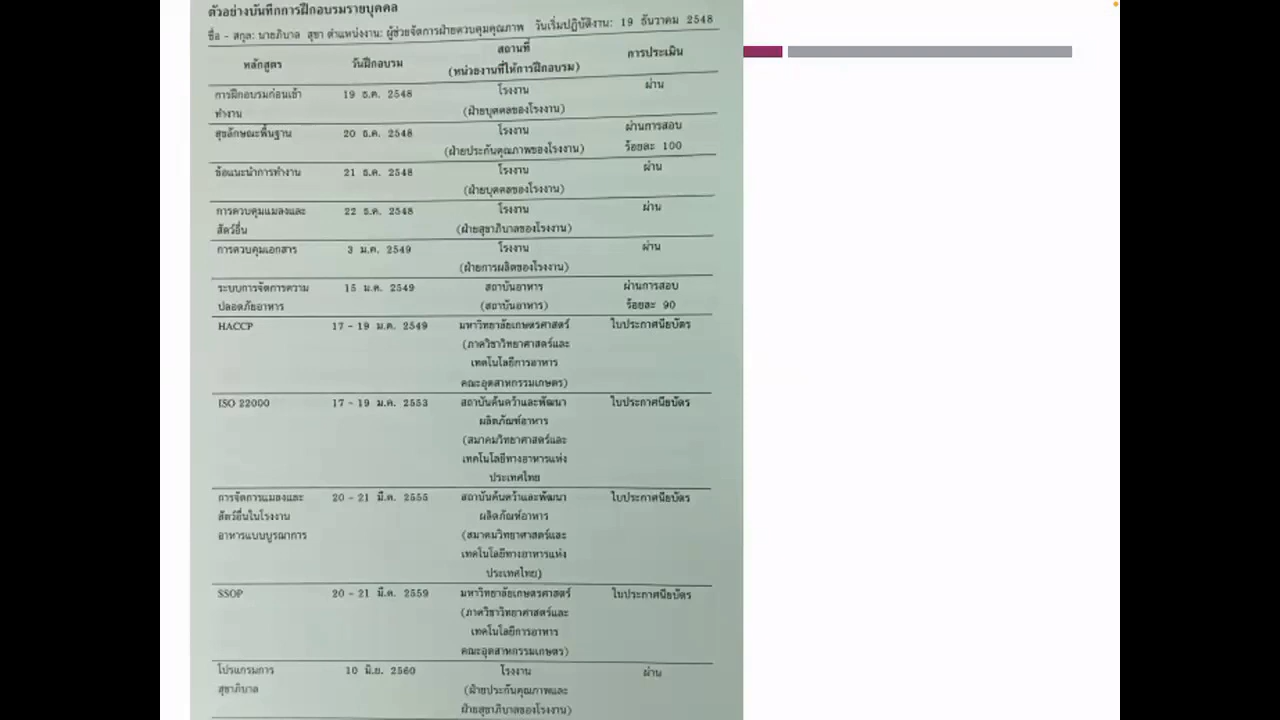 ตัวอย่างบันทึกการฝึกอบรมรายบุคคล
ชื่อ - สกุล: นายภิบาล สุขา ตำแหน่งงาน: ผู้ช่วยจัดการฝ่ายควบคุมคุณภาพ วันเริ่มปฏิบัติงาน: 19 ธันวาคม 2548
หลักสูตร วันฝึกอบรม สถานที่ การประเมิน
(หน่วยงานที่ให้การฝึกอบรม)
การฝึกอบรมก่อนเข้า 19 ธ.ค. 2548 โรงงาน ผ่าน
ทำงาน (ฝ่ายบุคคลของโรงงาน)
สุขลักษณะพื้นฐาน 20 ธ.ค. 2548 โรงงาน ผ่านการสอบ
(ฝ่ายประกันคุณภาพของโรงงาน) ร้อยละ 100
ข้อแนะนำการทำงาน 21 ธ.ค. 2548 โรงงาน ผ่าน
(ฝ่ายบุคคลของโรงงาน)
การควบคุมแมลงและ 22 ธ.ค. 2548 โรงงาน ผ่าน
สัตว์อื่น (ฝ่ายสุขาภิบาลของโรงงาน)
การควบคุมเอกสาร 3 ม.ค. 2549 โรงงาน ผ่าน
(ฝ่ายการผลิตของโรงงาน)
ระบบการจัดการความ 15 ม.ค. 2549 สถาบันอาหาร ผ่านการสอบ
ปลอดภัยอาหาร (สถาบันอาหาร) ร้อยละ 90
HACCP 17 - 19 ม.ค. 2549 มหาวิทยาลัยเกษตรศาสตร์ ใบประกาศนียบัตร
(ภาควิชาวิทยาศาสตร์และ
เทคโนโลยีการอาหาร
คณะอุตสาหกรรมเกษตร)
ISO 22000 17 - 19 ม.ค. 2553 สถาบันค้นคว้าและพัฒนา ใบประกาศนียบัตร
ผลิตภัณฑ์อาหาร
(สมาคมวิทยาศาสตร์และ
เทคโนโลยีทางอาหารแห่ง
ประเทศไทย
การจัดการแมลงและ 20 - 21 มี.ค. 2555 สถาบันค้นคว้าและพัฒนา ใบประกาศนียบัตร
สัตว์อื่นในโรงงาน ผลิตภัณฑ์อาหาร
อาหารแบบบูรณาการ (สมาคมวิทยาศาสตร์และ
เทคโนโลยีทางอาหารแห่ง
ประเทศไทย)
SSOP 20 - 21 มี.ค. 2559 มหาวิทยาลัยเกษตรศาสตร์ ใบประกาศนียบัตร
(ภาควิชาวิทยาศาสตร์และ
เทคโนโลยีการอาหาร
คณะอุตสาหกรรมเกษตร)
โปรแกรมการ 10 มิ.ย. 2560 โรงงาน ผ่าน
สุขาภิบาล (ฝ่ายประกันคุณภาพและ
ฝ่ายสุขาภิบาลของโรงงาน)